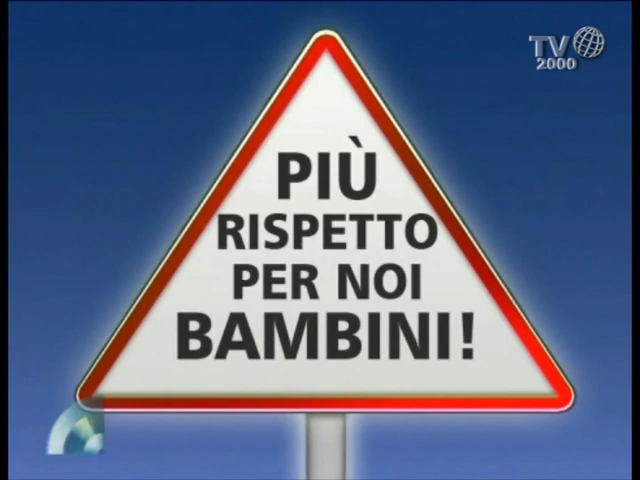 TV
2000
PIÙ
RISPETTO
PER NOI
BAMBINI!